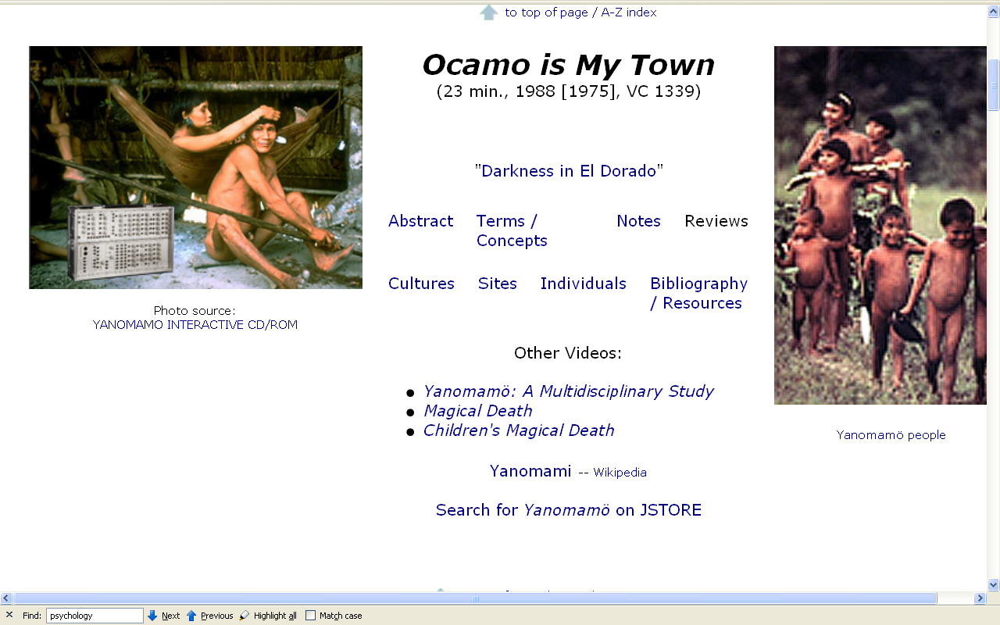 to top of page / A-Z index
Ocamo is My Town
(23 min., 1988 [1975], VC 1339)
"Darkness in El Dorado"
Abstract Terms / Concepts Notes Reviews
Cultures Sites Individuals Bibliography / Resources
Photo source:
YANOMAMO INTERACTIVE CD/ROM
Other Videos:
Yanomamö: A Multidisciplinary Study
Magical Death
Children's Magical Death
Yanomamö people
Yanomami -- Wikipedia
Search for Yanomamö on JSTORE
Find: psychology Next Previous Highlight all Match case